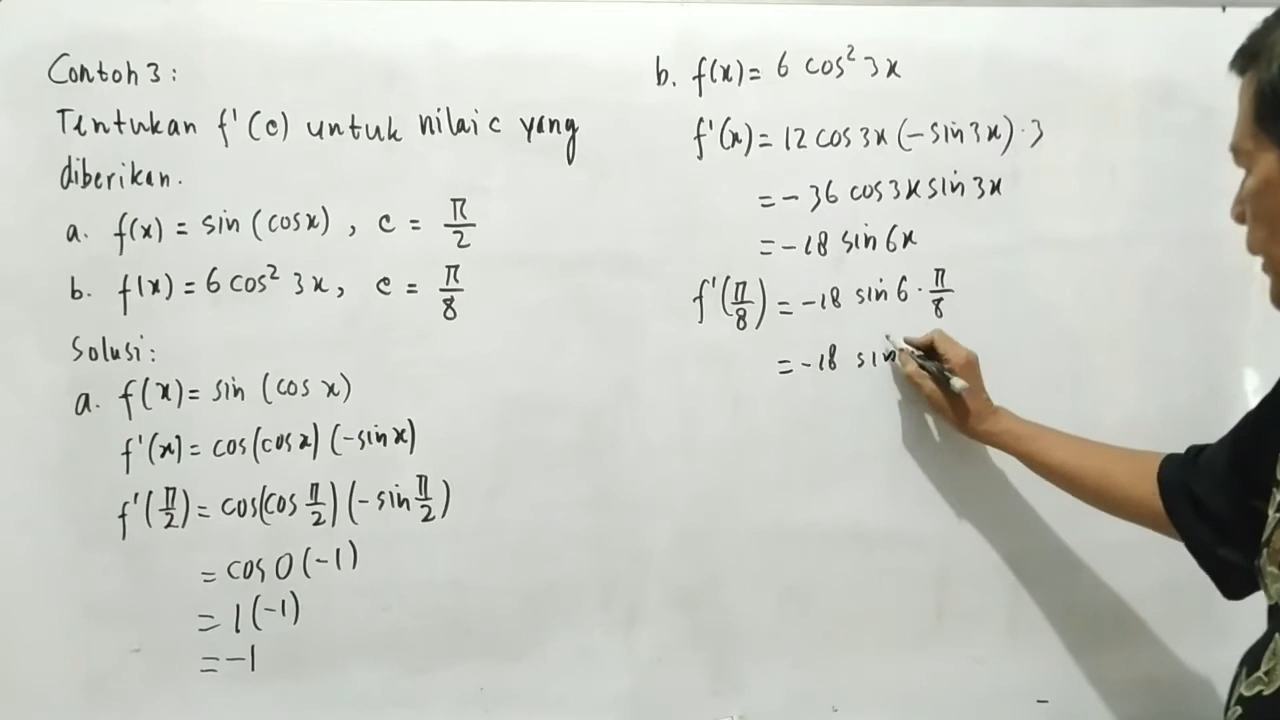 Contoh 3:
Tentukan f'(c) untuk nilai c yang
diberikan.
a. f(x) = sin (cos x), c = π/2
b. f(x) = 6 cos² 3x, c = π/8
Solusi:
a. f(x) = sin (cos x)
f'(x) = cos(cos x) (-sin x)
f'(π/2) = cos(cos π/2) (-sin π/2)
= cos 0 (-1)
= 1(-1)
= -1
b. f(x) = 6 cos² 3x
f'(x) = 12 cos 3x (-sin 3x) · 3
= -36 cos 3x sin 3x
= -18 sin 6x
f'(π/8) = -18 sin 6 · π/8
= -18 sin